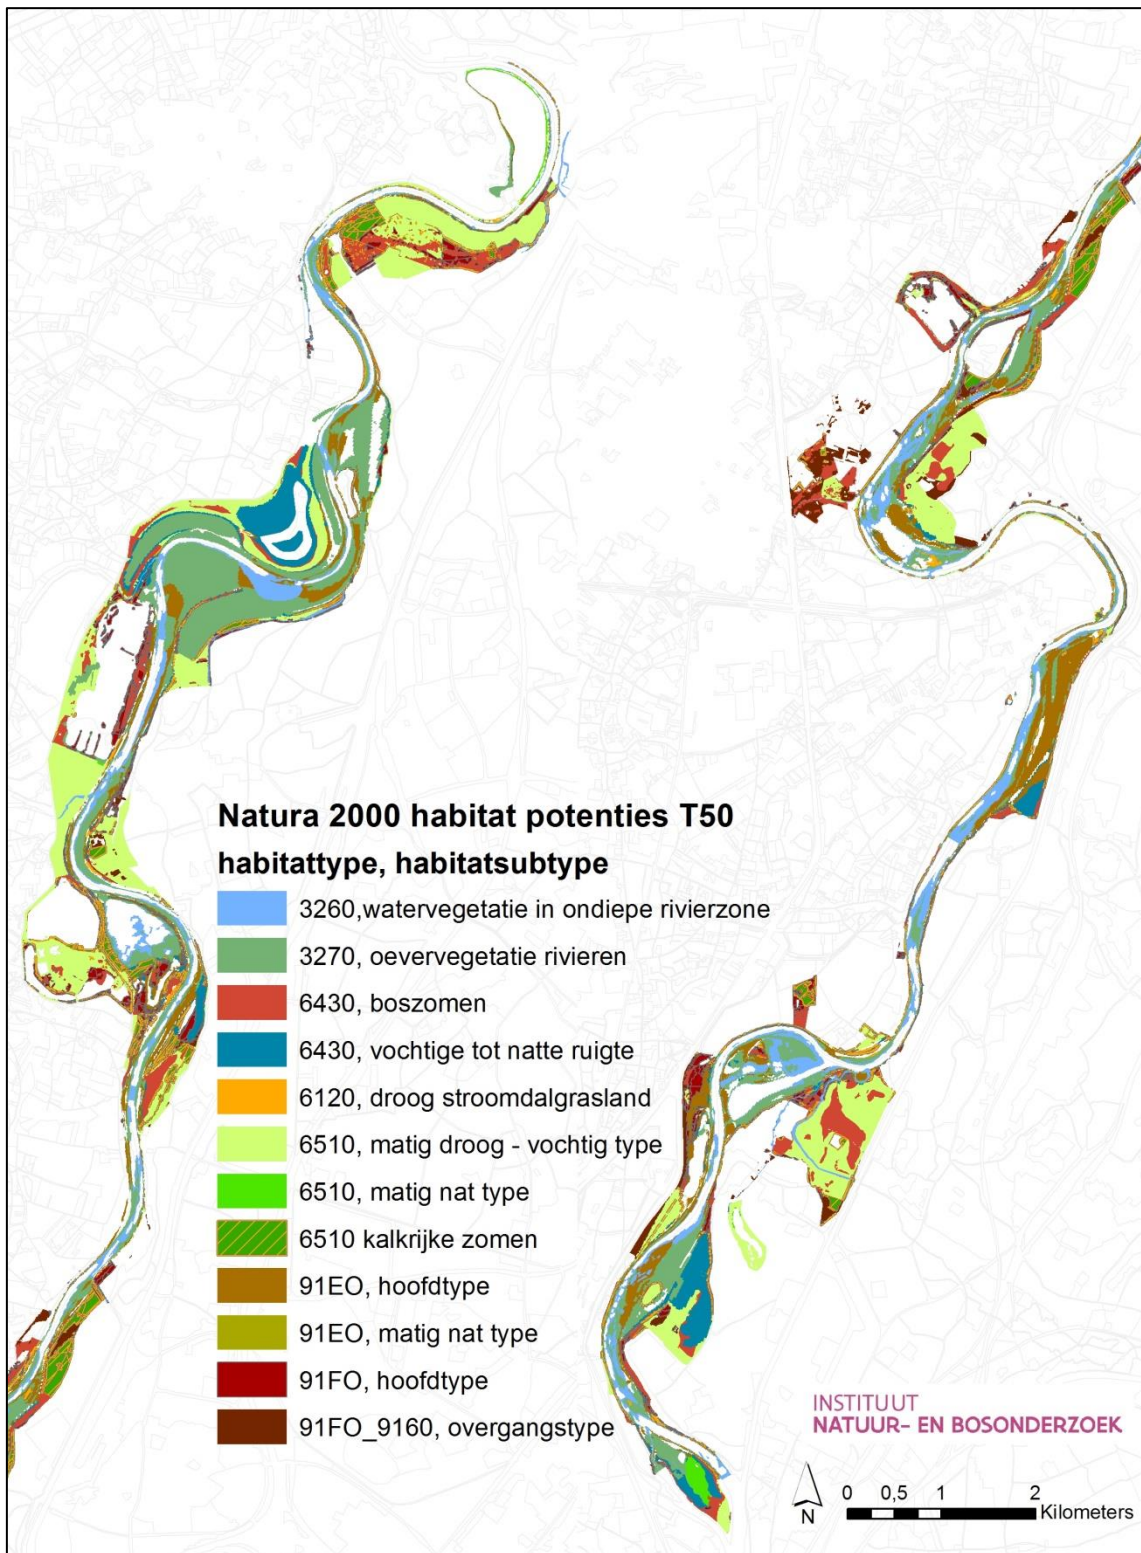 Natura 2000 habitat potenties T50
habitattype, habitatsubtype
3260,watervegetatie in ondiepe rivierzone
3270, oevervegetatie rivieren
6430, boszomen
6430, vochtige tot natte ruigte
6120, droog stroomdalgrasland
6510, matig droog - vochtig type
6510, matig nat type
6510 kalkrijke zomen
91EO, hoofdtype
91EO, matig nat type
91FO, hoofdtype
91FO_9160, overgangstype
INSTITUUT
NATUUR- EN BOSONDERZOEK
N
0 0,5 1 2
Kilometers